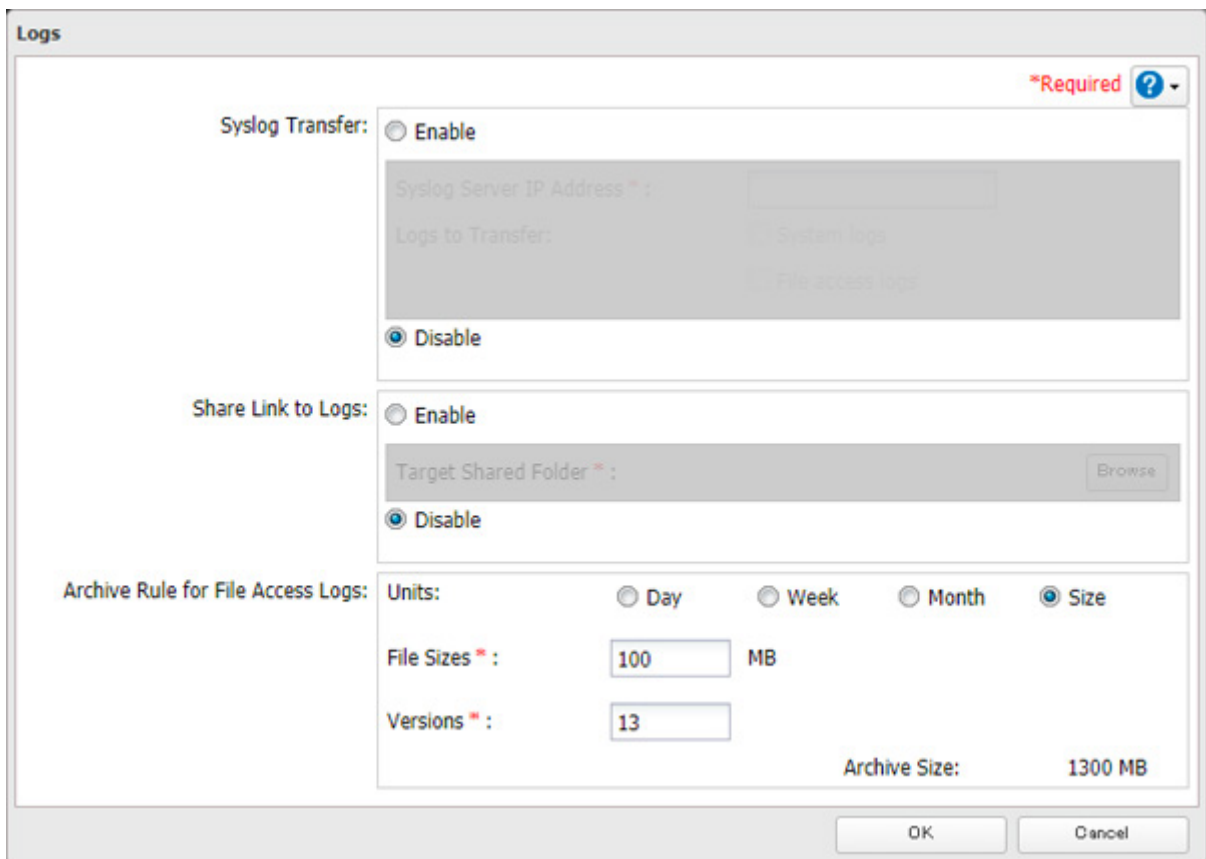 Logs
*Required ?
Syslog Transfer: Enable
Syslog Server IP Address * :
Logs to Transfer: System logs
File access logs
Disable
Share Link to Logs: Enable
Target Shared Folder * : Browse
Disable
Archive Rule for File Access Logs: Units: Day Week Month Size
File Sizes * : 100 MB
Versions * : 13
Archive Size: 1300 MB
OK Cancel